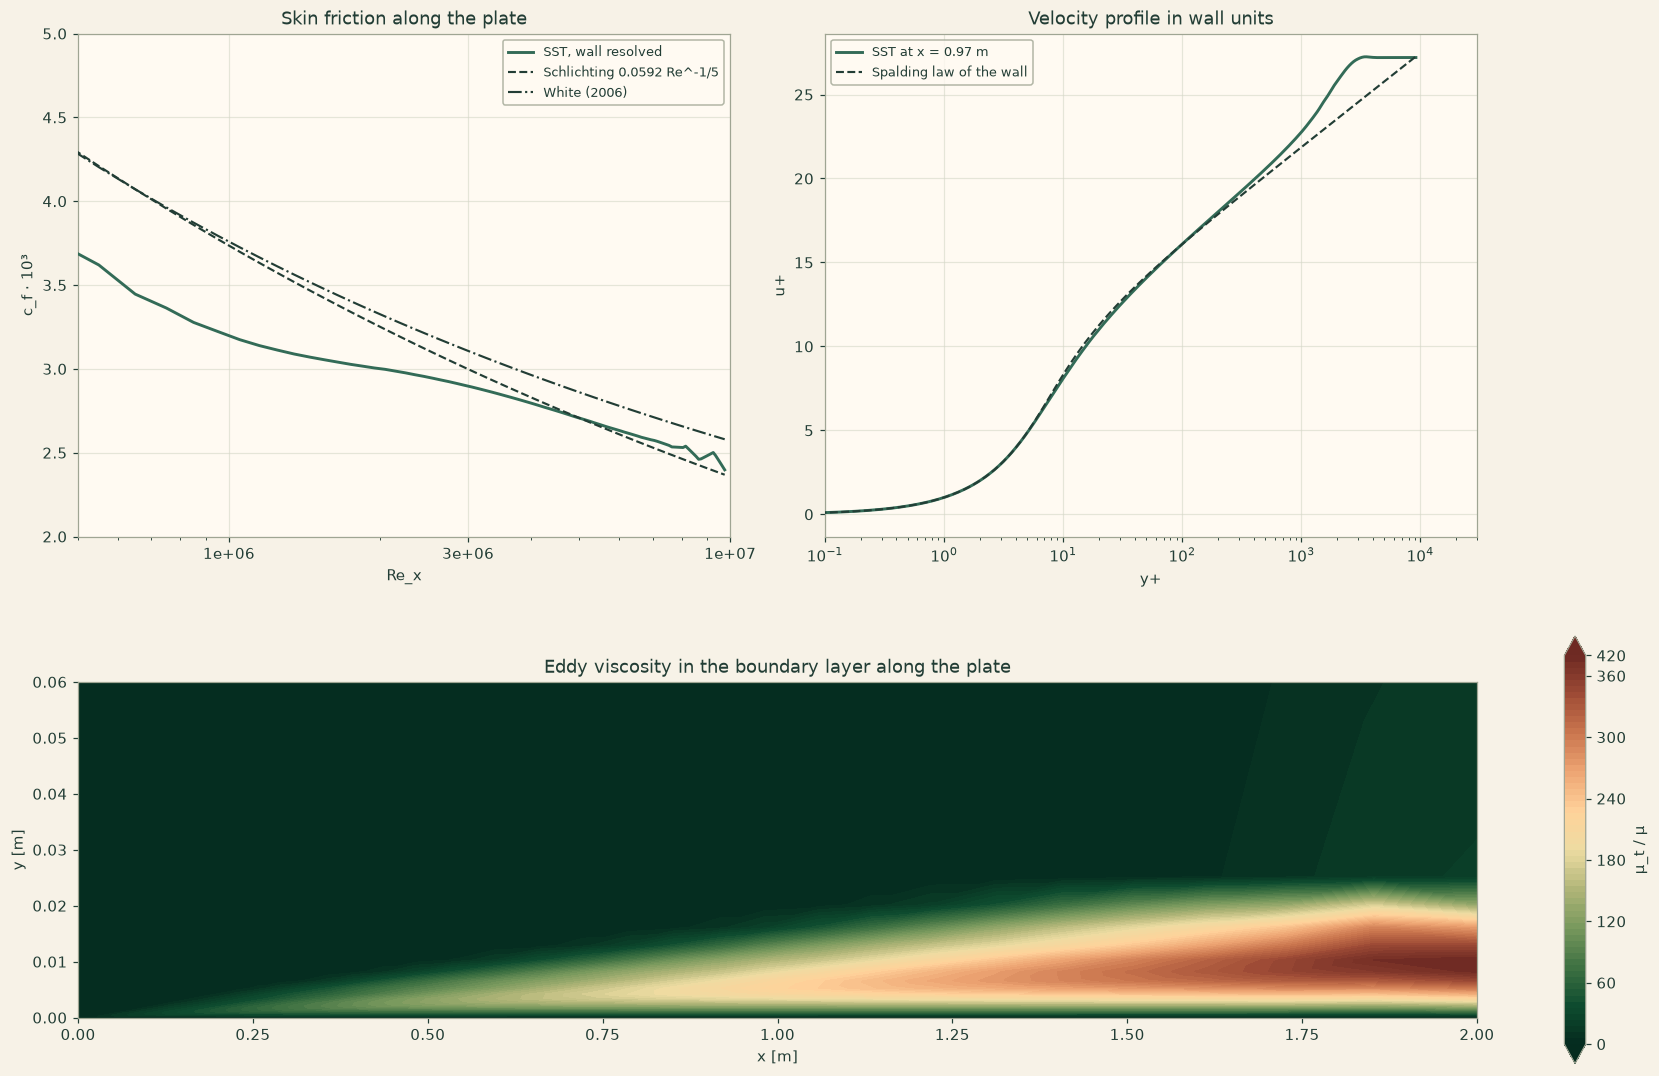 Skin friction along the plate
5.0
4.5
4.0
3.5
3.0
2.5
2.0
c_f · 10³
SST, wall resolved
Schlichting 0.0592 Re^-1/5
White (2006)
1e+06
3e+06
1e+07
Re_x
Velocity profile in wall units
25
20
15
10
5
0
u+
SST at x = 0.97 m
Spalding law of the wall
10⁻¹
10⁰
10¹
10²
10³
10⁴
y+
Eddy viscosity in the boundary layer along the plate
0.06
0.05
0.04
0.03
0.02
0.01
0.00
y [m]
0.00
0.25
0.50
0.75
1.00
1.25
1.50
1.75
2.00
x [m]
420
360
300
240
180
120
60
0
μ_t / μ